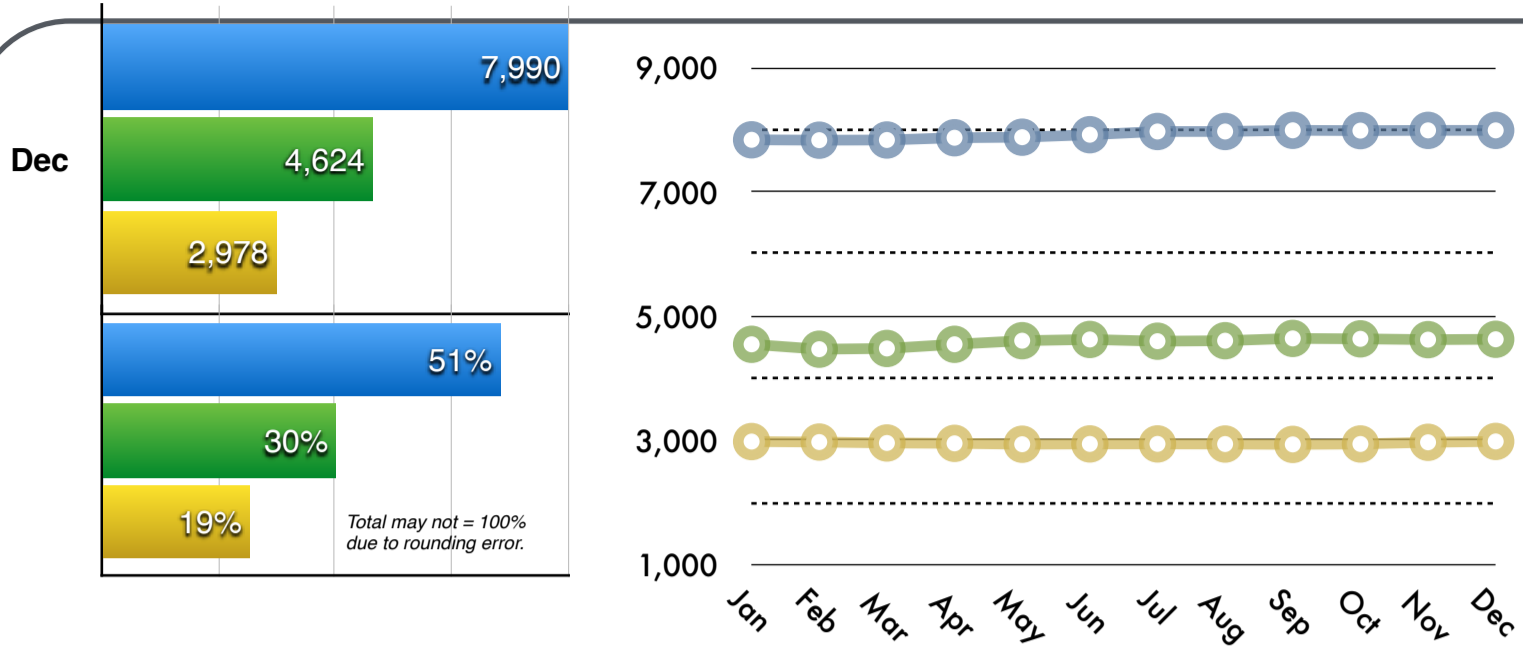 Dec
7,990
4,624
2,978
51%
30%
19%
Total may not = 100%
due to rounding error.
9,000
7,000
5,000
3,000
1,000
Jan Feb Mar Apr May Jun Jul Aug Sep Oct Nov Dec